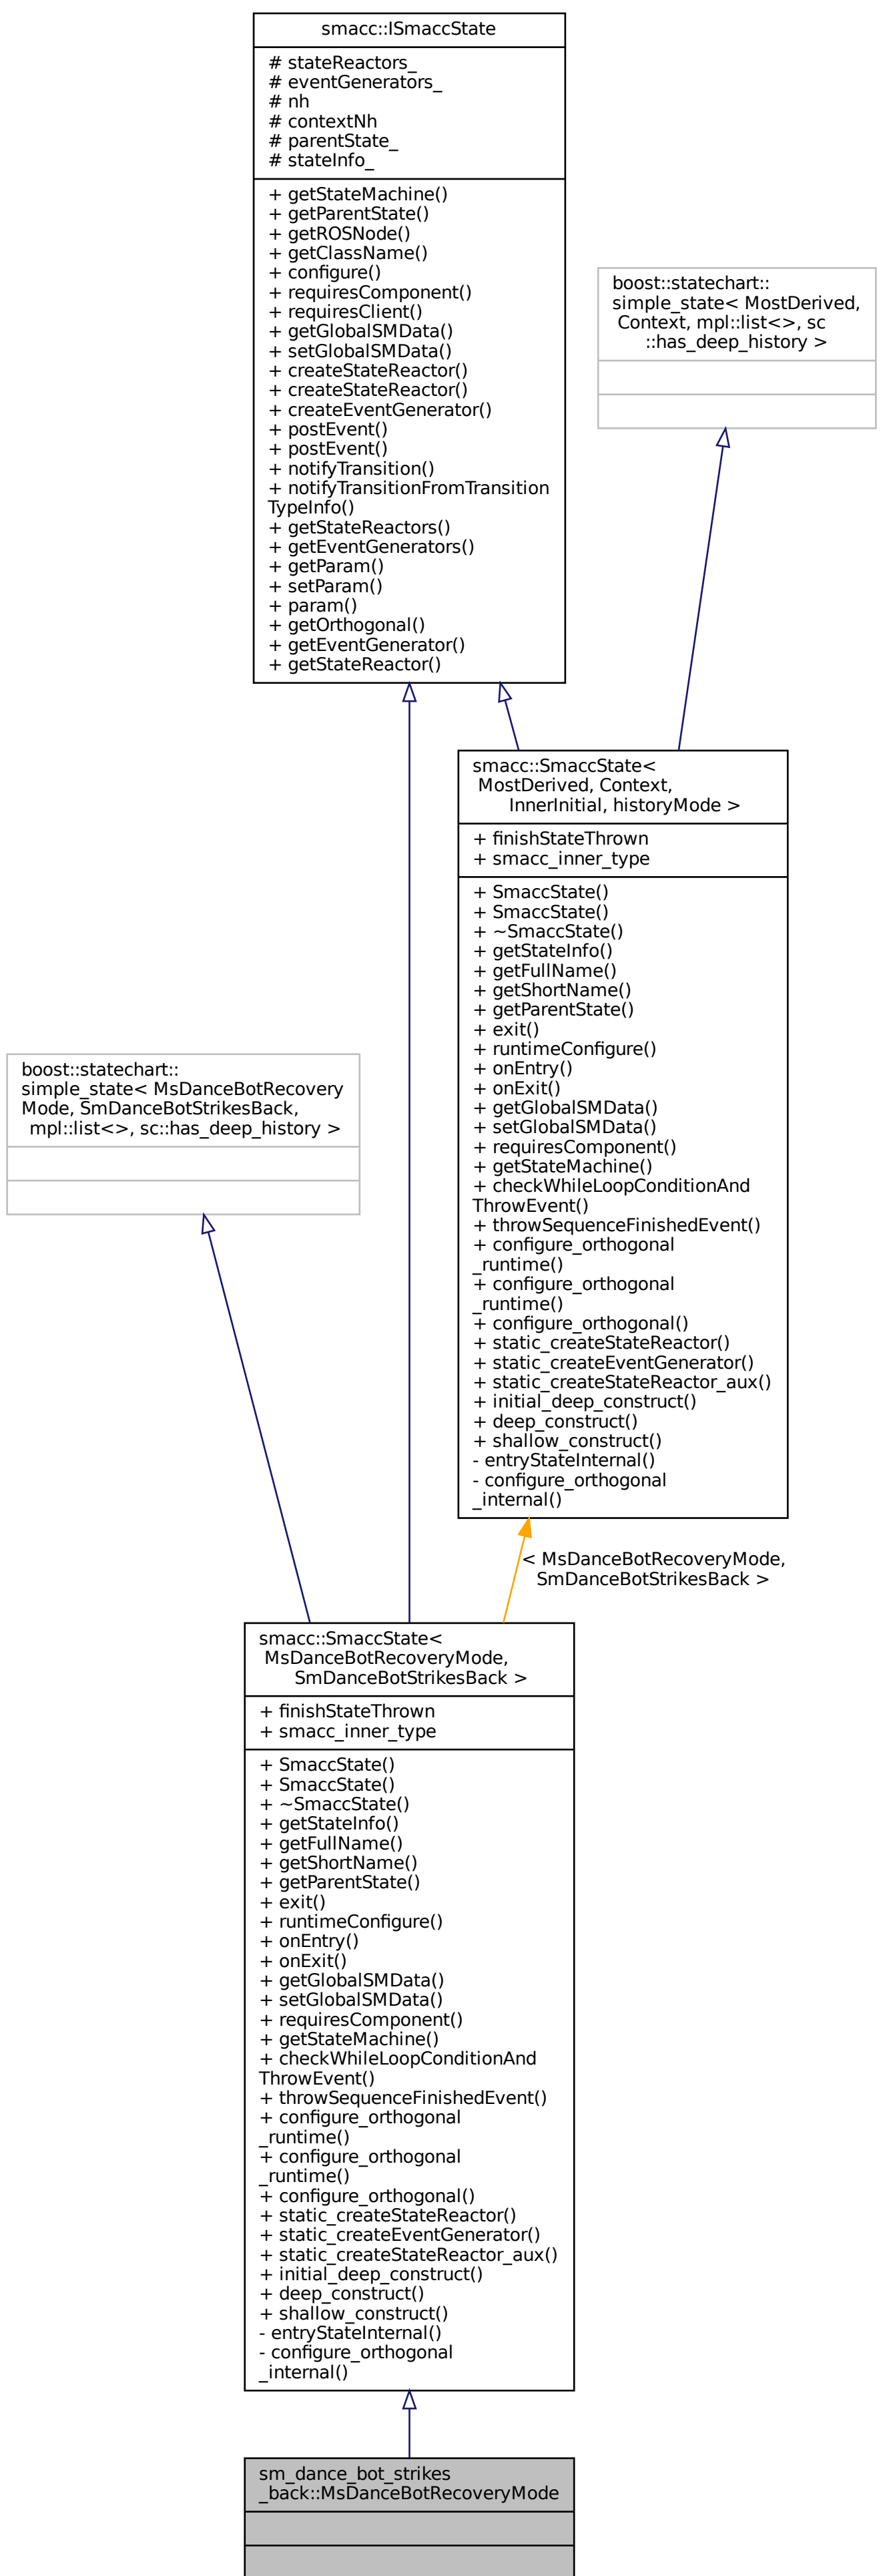 smacc::ISmaccState
# stateReactors_
# eventGenerators_
# nh
# contextNh
# parentState_
# stateInfo_
+ getStateMachine()
+ getParentState()
+ getROSNode()
+ getClassName()
+ configure()
+ requiresComponent()
+ requiresClient()
+ getGlobalSMData()
+ setGlobalSMData()
+ createStateReactor()
+ createStateReactor()
+ createEventGenerator()
+ postEvent()
+ postEvent()
+ notifyTransition()
+ notifyTransitionFromTransition
TypeInfo()
+ getStateReactors()
+ getEventGenerators()
+ getParam()
+ setParam()
+ param()
+ getOrthogonal()
+ getEventGenerator()
+ getStateReactor()
boost::statechart::
simple_state< MostDerived,
Context, mpl::list<>, sc
::has_deep_history >
smacc::SmaccState<
MostDerived, Context,
InnerInitial, historyMode >
+ finishStateThrown
+ smacc_inner_type
+ SmaccState()
+ SmaccState()
+ ~SmaccState()
+ getStateInfo()
+ getFullName()
+ getShortName()
+ getParentState()
+ exit()
+ runtimeConfigure()
+ onEntry()
+ onExit()
+ getGlobalSMData()
+ setGlobalSMData()
+ requiresComponent()
+ getStateMachine()
+ checkWhileLoopConditionAnd
ThrowEvent()
+ throwSequenceFinishedEvent()
+ configure_orthogonal
_runtime()
+ configure_orthogonal
_runtime()
+ configure_orthogonal()
+ static_createStateReactor()
+ static_createEventGenerator()
+ static_createStateReactor_aux()
+ initial_deep_construct()
+ deep_construct()
+ shallow_construct()
- entryStateInternal()
- configure_orthogonal
_internal()
boost::statechart::
simple_state< MsDanceBotRecovery
Mode, SmDanceBotStrikesBack,
mpl::list<>, sc::has_deep_history >
< MsDanceBotRecoveryMode,
SmDanceBotStrikesBack >
smacc::SmaccState<
MsDanceBotRecoveryMode,
SmDanceBotStrikesBack >
+ finishStateThrown
+ smacc_inner_type
+ SmaccState()
+ SmaccState()
+ ~SmaccState()
+ getStateInfo()
+ getFullName()
+ getShortName()
+ getParentState()
+ exit()
+ runtimeConfigure()
+ onEntry()
+ onExit()
+ getGlobalSMData()
+ setGlobalSMData()
+ requiresComponent()
+ getStateMachine()
+ checkWhileLoopConditionAnd
ThrowEvent()
+ throwSequenceFinishedEvent()
+ configure_orthogonal
_runtime()
+ configure_orthogonal
_runtime()
+ configure_orthogonal()
+ static_createStateReactor()
+ static_createEventGenerator()
+ static_createStateReactor_aux()
+ initial_deep_construct()
+ deep_construct()
+ shallow_construct()
- entryStateInternal()
- configure_orthogonal
_internal()
sm_dance_bot_strikes
_back::MsDanceBotRecoveryMode